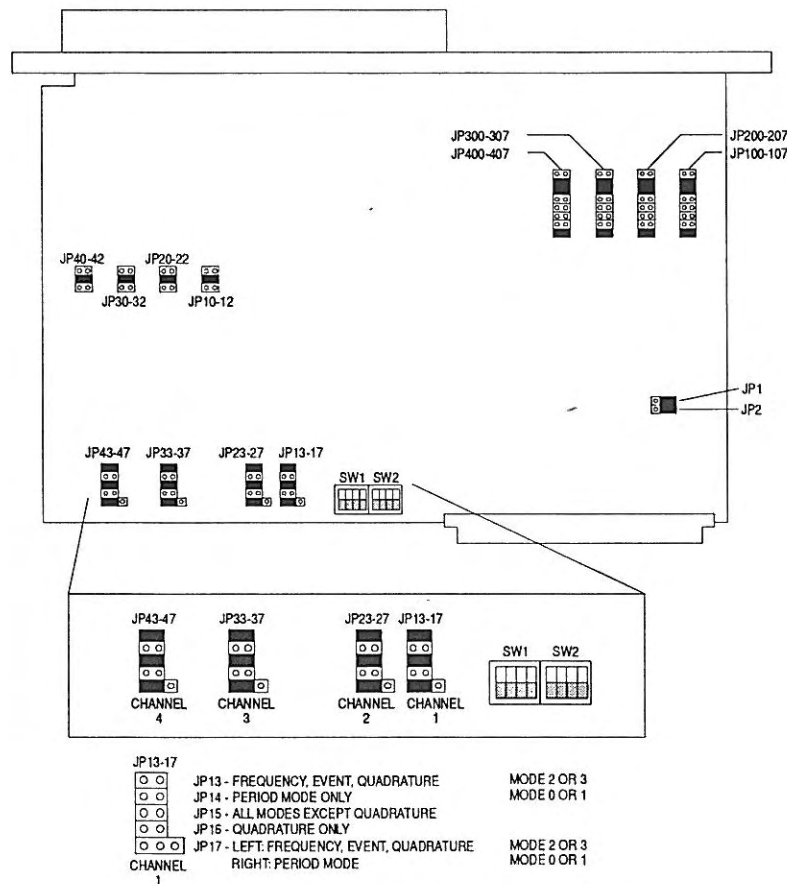 JP300-307 JP200-207
JP400-407 JP100-107
JP40-42 JP20-22
JP30-32 JP10-12
JP1
JP2
JP43-47 JP33-37 JP23-27 JP13-17
SW1 SW2
JP43-47 JP33-37 JP23-27 JP13-17
SW1 SW2
CHANNEL CHANNEL CHANNEL CHANNEL
4 3 2 1
JP13-17
JP13 - FREQUENCY, EVENT, QUADRATURE MODE 2 OR 3
JP14 - PERIOD MODE ONLY MODE 0 OR 1
JP15 - ALL MODES EXCEPT QUADRATURE
JP16 - QUADRATURE ONLY
JP17 - LEFT: FREQUENCY, EVENT, QUADRATURE MODE 2 OR 3
RIGHT: PERIOD MODE MODE 0 OR 1
CHANNEL
1